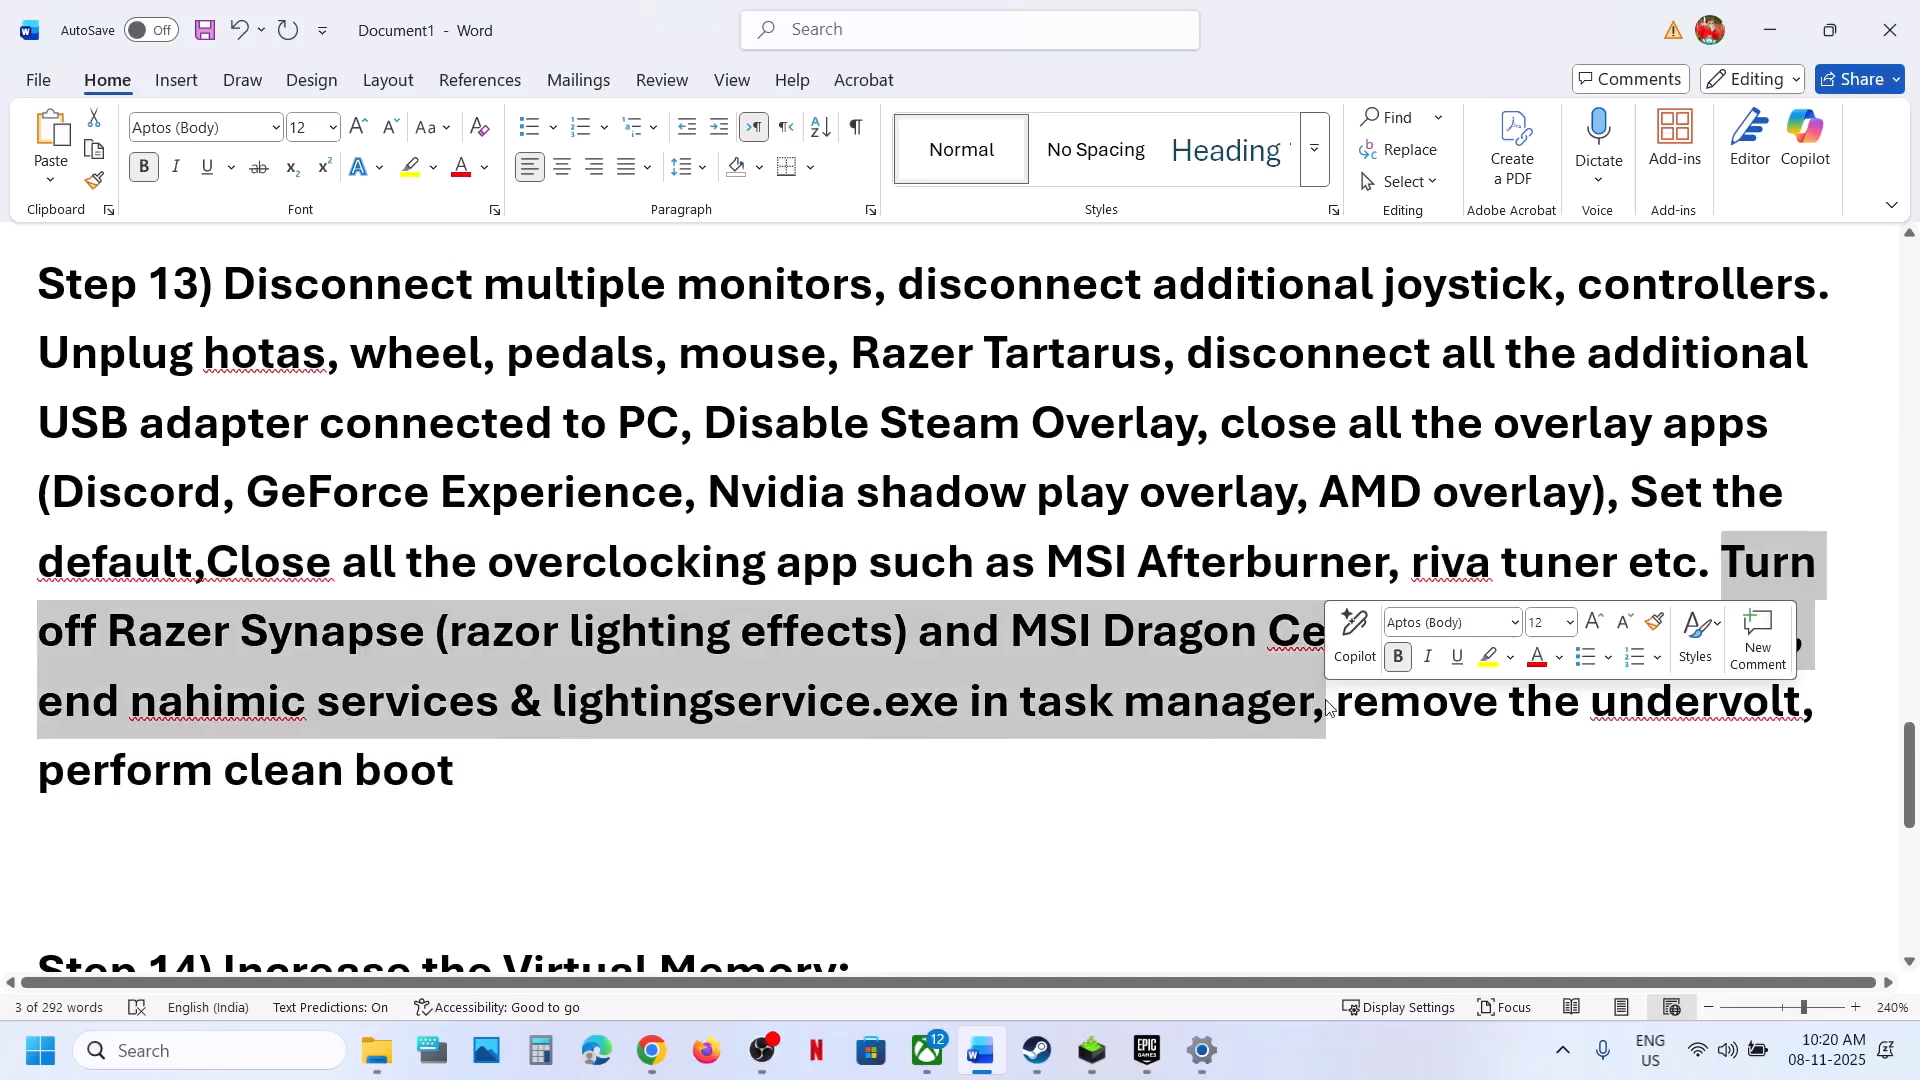 AutoSave Off Document1 - Word Search
File Home Insert Draw Design Layout References Mailings Review View Help Acrobat Comments Editing Share
Paste Aptos (Body) 12 Aa Normal No Spacing Heading Find Replace Select Create a PDF Dictate Add-ins Editor Copilot
Clipboard Font Paragraph Styles Editing Adobe Acrobat Voice Add-ins
Step 13) Disconnect multiple monitors, disconnect additional joystick, controllers.
Unplug hotas, wheel, pedals, mouse, Razer Tartarus, disconnect all the additional
USB adapter connected to PC, Disable Steam Overlay, close all the overlay apps
(Discord, GeForce Experience, Nvidia shadow play overlay, AMD overlay), Set the
default,Close all the overclocking app such as MSI Afterburner, riva tuner etc. Turn
off Razer Synapse (razor lighting effects) and MSI Dragon Ce
Aptos (Body) 12
Copilot B I U A Styles New Comment
end nahimic services & lightingservice.exe in task manager, remove the undervolt,
perform clean boot
Step 14) Increase the Virtual Memory:
3 of 292 words English (India) Text Predictions: On Accessibility: Good to go Display Settings Focus 240%
Search 12 ENG US 10:20 AM 08-11-2025